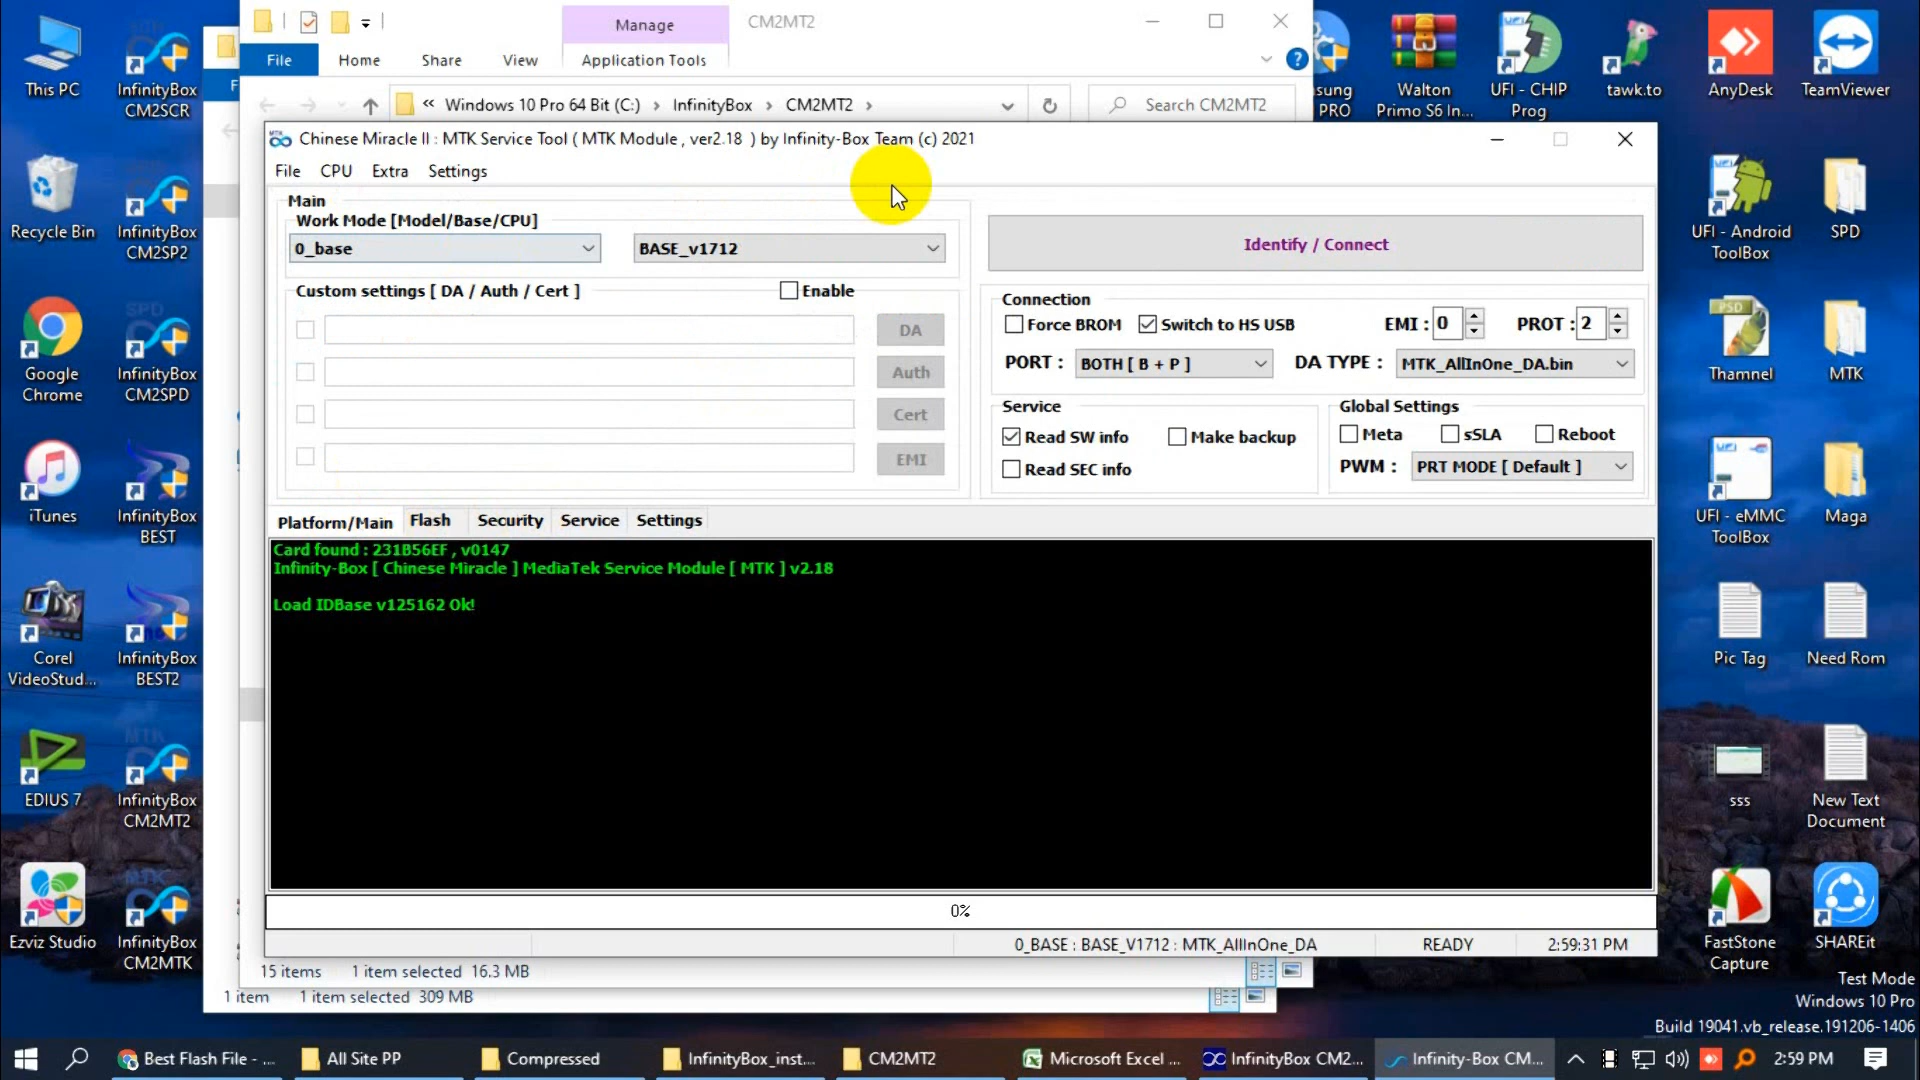 This PC
InfinityBox
CM2SCR
Recycle Bin
InfinityBox
CM2SP2
Google
Chrome
InfinityBox
CM2SPD
iTunes
InfinityBox
BEST
Corel
VideoStud...
InfinityBox
BEST2
EDIUS 7
InfinityBox
CM2MT2
Ezviz Studio
InfinityBox
CM2MTK
Manage
CM2MT2
File
Home
Share
View
Application Tools
« Windows 10 Pro 64 Bit (C:) › InfinityBox › CM2MT2 ›
Search CM2MT2
Chinese Miracle II : MTK Service Tool ( MTK Module , ver2.18 ) by Infinity-Box Team (c) 2021
File
CPU
Extra
Settings
Main
Work Mode [Model/Base/CPU]
0_base
BASE_v1712
Custom settings [ DA / Auth / Cert ]
Enable
DA
Auth
Cert
EMI
Identify / Connect
Connection
Force BROM
Switch to HS USB
EMI : 0
PROT : 2
PORT : BOTH [ B + P ]
DA TYPE : MTK_AllInOne_DA.bin
Service
Read SW info
Make backup
Read SEC info
Global Settings
Meta
sSLA
Reboot
PWM : PRT MODE [ Default ]
Platform/Main
Flash
Security
Service
Settings
Card found : 231B56EF , v0147
Infinity-Box [ Chinese Miracle ] MediaTek Service Module [ MTK ] v2.18
Load IDBase v125162 Ok!
0%
0_BASE : BASE_V1712 : MTK_AllInOne_DA
READY
2:59:31 PM
15 items
1 item selected 16.3 MB
1 item
1 item selected 309 MB
PRO
Walton
Primo S6 In...
UFI - CHIP
Prog
tawk.to
AnyDesk
TeamViewer
UFI - Android
ToolBox
SPD
PSD
Thamnel
MTK
UFI - eMMC
ToolBox
Maga
Pic Tag
Need Rom
sss
New Text
Document
FastStone
Capture
SHAREit
Test Mode
Windows 10 Pro
Build 19041.vb_release.191206-1406
Best Flash File - ...
All Site PP
Compressed
InfinityBox_inst...
CM2MT2
Microsoft Excel ...
InfinityBox CM2...
Infinity-Box CM...
2:59 PM